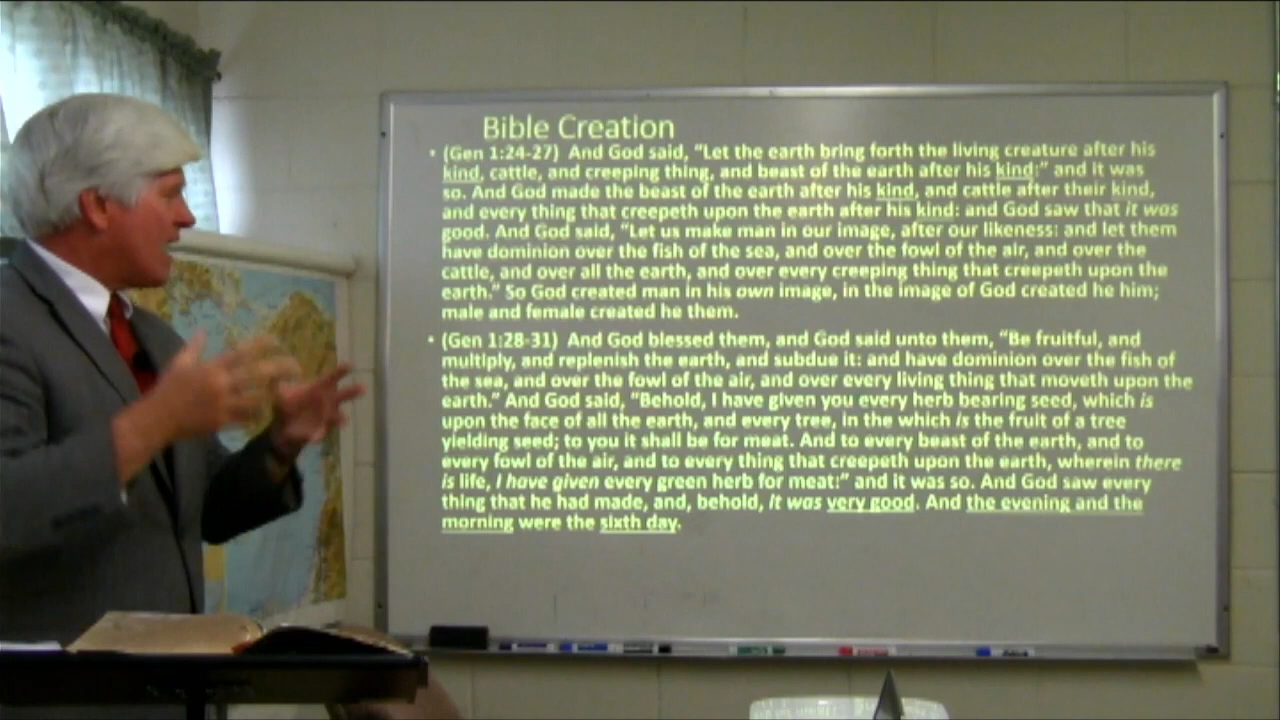 Bible Creation
• (Gen 1:24-27) And God said, “Let the earth bring forth the living creature after his
kind, cattle, and creeping thing, and beast of the earth after his kind:” and it was
so. And God made the beast of the earth after his kind, and cattle after their kind,
and every thing that creepeth upon the earth after his kind: and God saw that it was
good. And God said, “Let us make man in our image, after our likeness: and let them
have dominion over the fish of the sea, and over the fowl of the air, and over the
cattle, and over all the earth, and over every creeping thing that creepeth upon the
earth.” So God created man in his own image, in the image of God created he him;
male and female created he them.
• (Gen 1:28-31) And God blessed them, and God said unto them, “Be fruitful, and
multiply, and replenish the earth, and subdue it: and have dominion over the fish of
the sea, and over the fowl of the air, and over every living thing that moveth upon the
earth.” And God said, “Behold, I have given you every herb bearing seed, which is
upon the face of all the earth, and every tree, in the which is the fruit of a tree
yielding seed; to you it shall be for meat. And to every beast of the earth, and to
every fowl of the air, and to every thing that creepeth upon the earth, wherein there
is life, I have given every green herb for meat:” and it was so. And God saw every
thing that he had made, and, behold, it was very good. And the evening and the
morning were the sixth day.